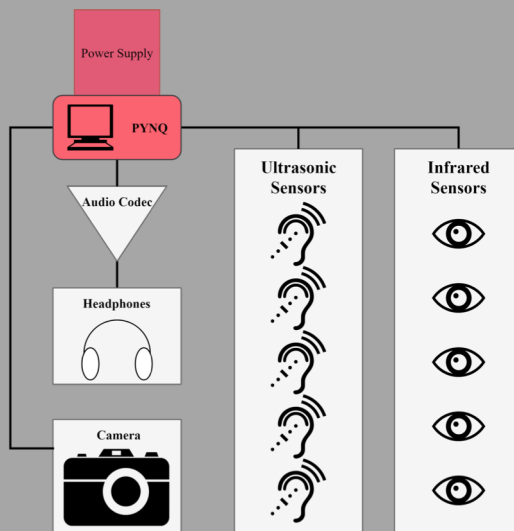 Power Supply
PYNQ
Audio Codec
Headphones
Camera
Ultrasonic
Sensors
Infrared
Sensors